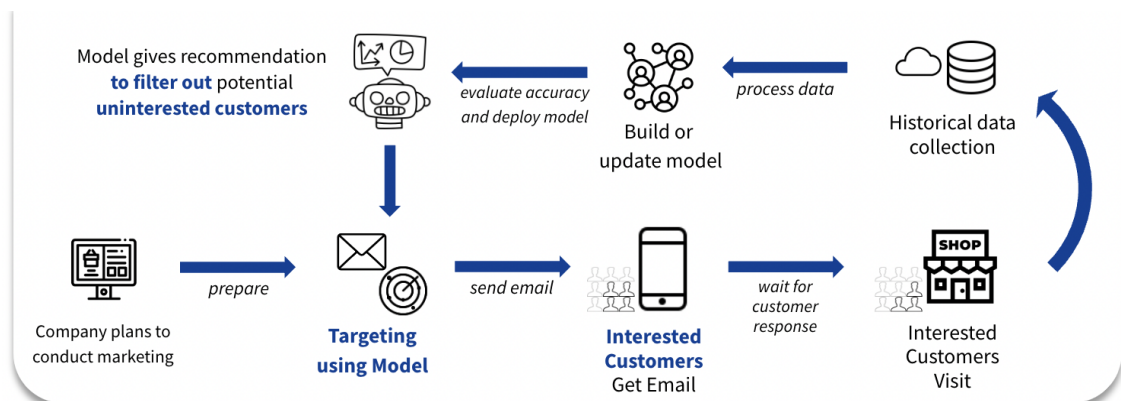 Model gives recommendation
to filter out potential
uninterested customers
evaluate accuracy
and deploy model
Build or
update model
process data
Historical data
collection
Company plans to
conduct marketing
prepare
Targeting
using Model
send email
Interested
Customers
Get Email
wait for
customer
response
SHOP
Interested
Customers
Visit